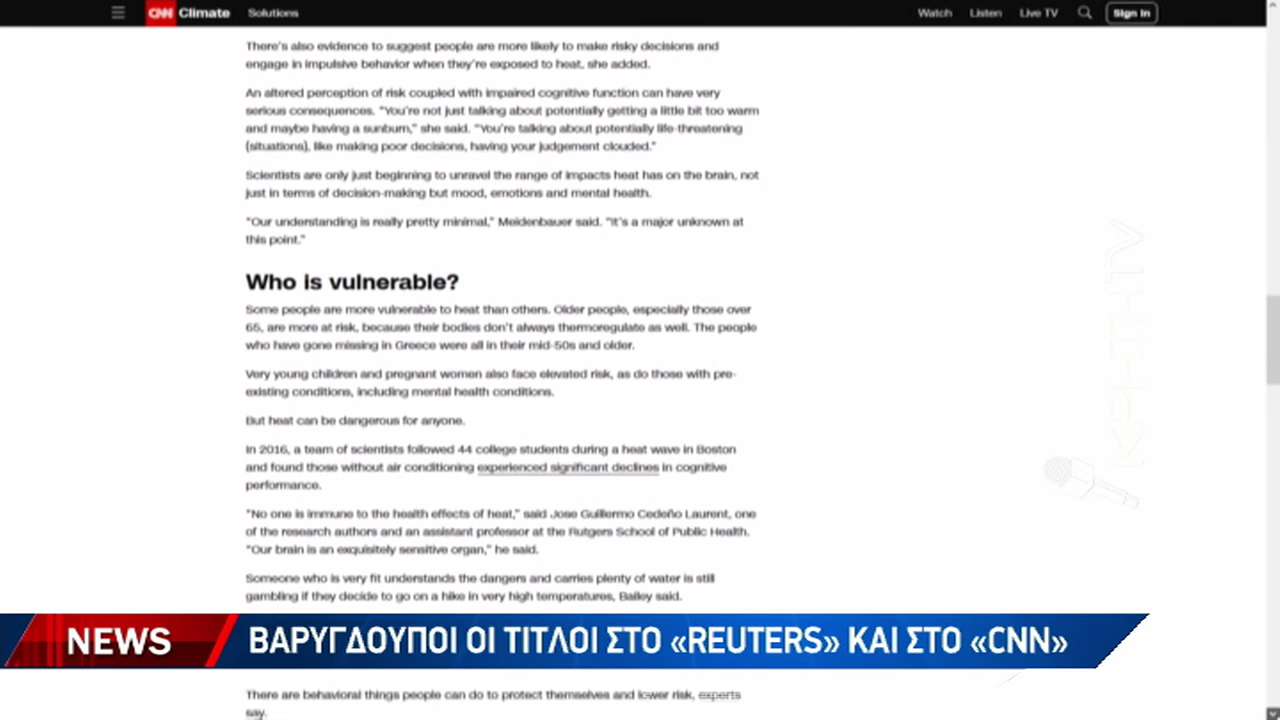 CNN Climate Solutions Watch Listen Live TV Sign in
There's also evidence to suggest people are more likely to make risky decisions and
engage in impulsive behavior when they're exposed to heat, she added.
An altered perception of risk coupled with impaired cognitive function can have very
serious consequences. "You're not just talking about potentially getting a little bit too warm
and maybe having a sunburn," she said. "You're talking about potentially life-threatening
(situations), like making poor decisions, having your judgement clouded."
Scientists are only just beginning to unravel the range of impacts heat has on the brain, not
just in terms of decision-making but mood, emotions and mental health.
"Our understanding is really pretty minimal," Meidenbauer said. "It's a major unknown at
this point."
Who is vulnerable?
Some people are more vulnerable to heat than others. Older people, especially those over
65, are more at risk, because their bodies don't always thermoregulate as well. The people
who have gone missing in Greece were all in their mid-50s and older.
Very young children and pregnant women also face elevated risk, as do those with pre-
existing conditions, including mental health conditions.
But heat can be dangerous for anyone.
In 2016, a team of scientists followed 44 college students during a heat wave in Boston
and found those without air conditioning experienced significant declines in cognitive
performance.
"No one is immune to the health effects of heat," said Jose Guillermo Cedeño Laurent, one
of the research authors and an assistant professor at the Rutgers School of Public Health.
"Our brain is an exquisitely sensitive organ," he said.
Someone who is very fit understands the dangers and carries plenty of water is still
gambling if they decide to go on a hike in very high temperatures, Bailey said.
NEWS ΒΑΡΥΓΔΟΥΠΟΙ ΟΙ ΤΙΤΛΟΙ ΣΤΟ «REUTERS» ΚΑΙ ΣΤΟ «CNN»
There are behavioral things people can do to protect themselves and lower risk, experts
say.